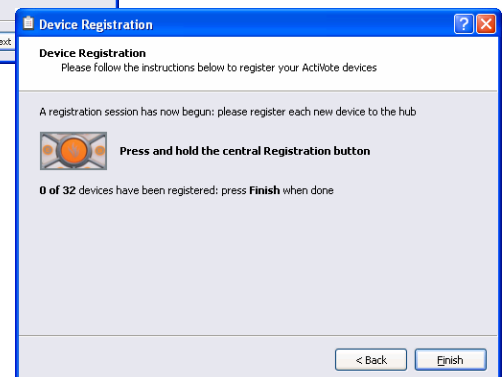 ext
Device Registration
Device Registration
Please follow the instructions below to register your ActiVote devices
A registration session has now begun: please register each new device to the hub
Press and hold the central Registration button
0 of 32 devices have been registered: press Finish when done
< Back
Finish